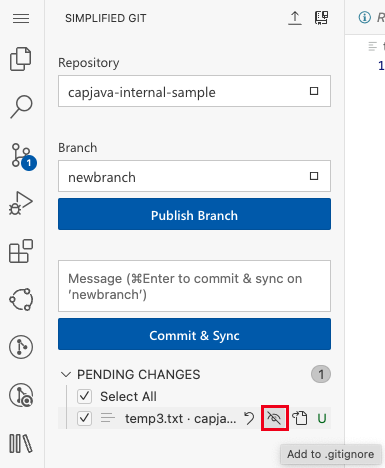 SIMPLIFIED GIT
Repository
capjava-internal-sample
Branch
newbranch
Publish Branch
Message (⌘Enter to commit & sync on
'newbranch')
Commit & Sync
PENDING CHANGES 1
Select All
temp3.txt · capja... U
Add to .gitignore
1
R
t
1